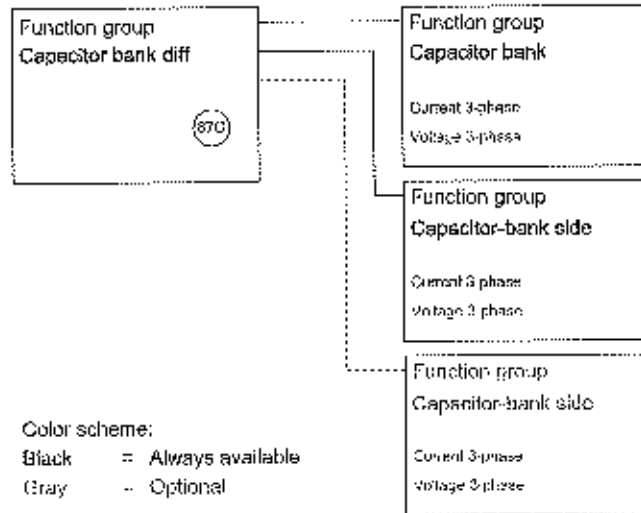 Function group
Capacitor bank diff
87C
Function group
Capacitor bank
Current 3-phase
Voltage 3-phase
Function group
Capacitor-bank side
Current 3-phase
Voltage 3-phase
Function group
Capacitor-bank side
Current 3-phase
Voltage 3-phase
Color scheme:
Black = Always available
Gray = Optional